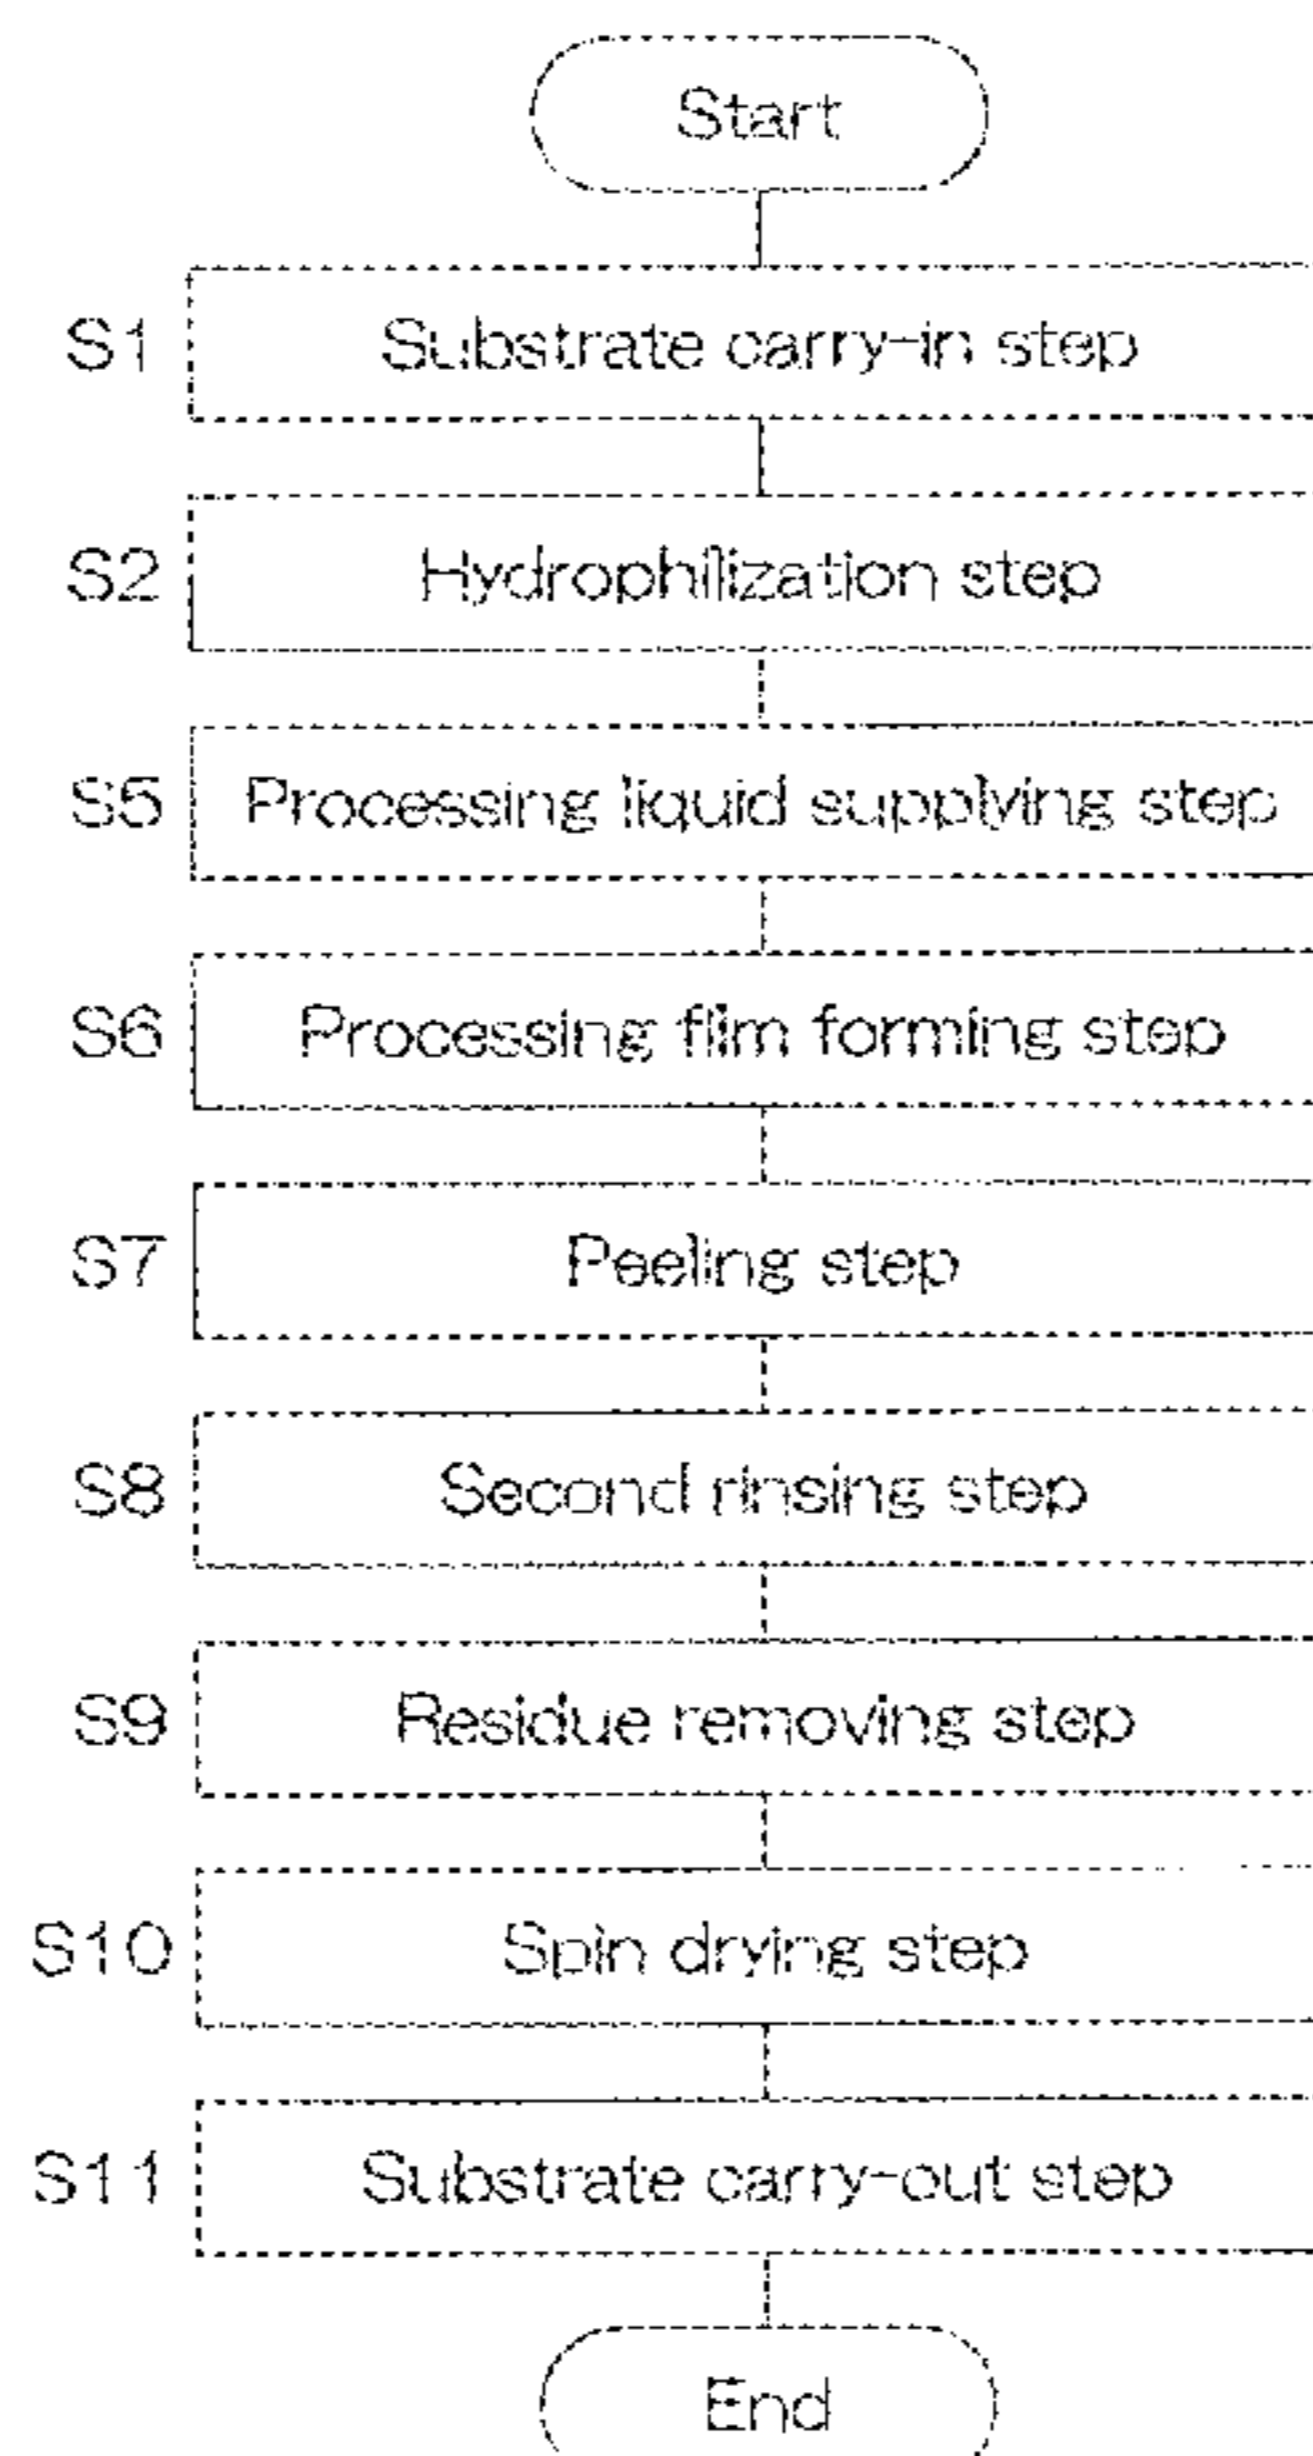 Start
S1 Substrate carry-in step
S2 Hydrophilization step
S5 Processing liquid supplying step
S6 Processing film forming step
S7 Peeling step
S8 Second rinsing step
S9 Residue removing step
S10 Spin drying step
S11 Substrate carry-out step
End